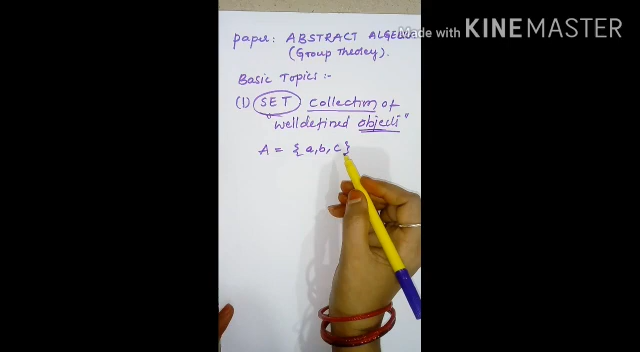 Made with KINEMASTER
paper: ABSTRACT ALGEB
(Group Theory).
Basic Topics :-
(1) SET Collection of
"welldefined objects"
A = {a, b, c}